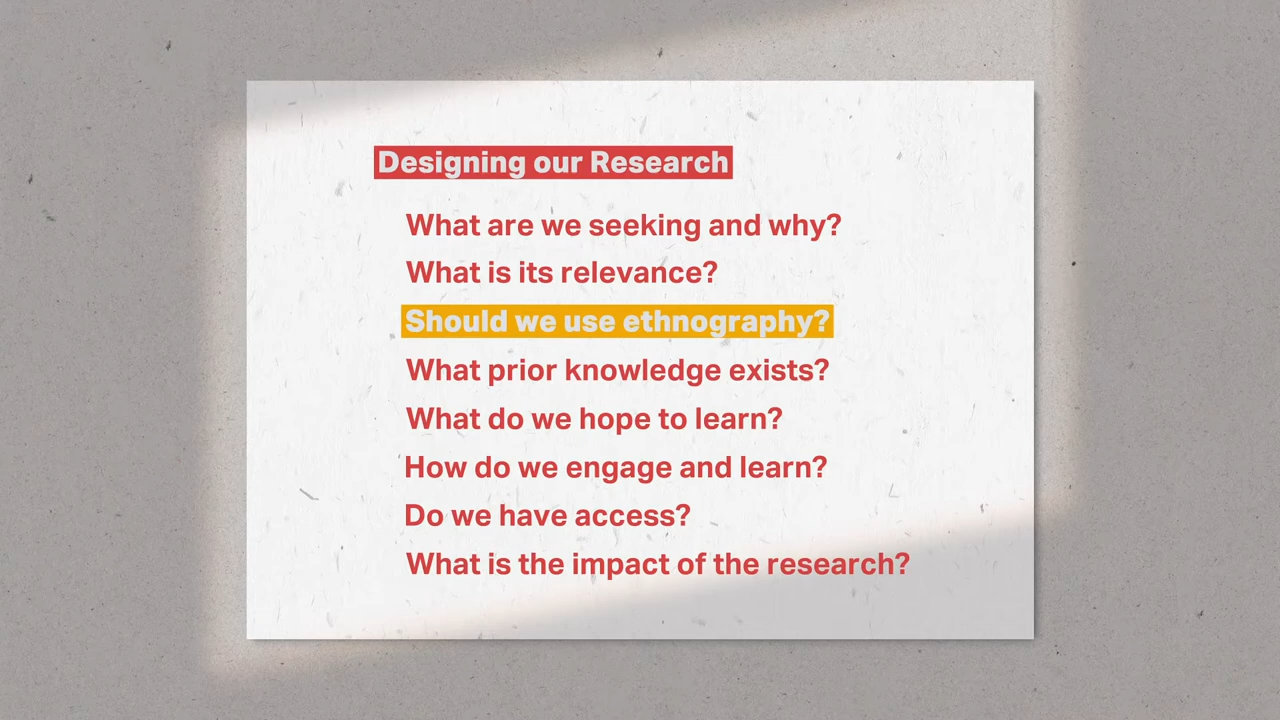 Designing our Research
What are we seeking and why?
What is its relevance?
Should we use ethnography?
What prior knowledge exists?
What do we hope to learn?
How do we engage and learn?
Do we have access?
What is the impact of the research?